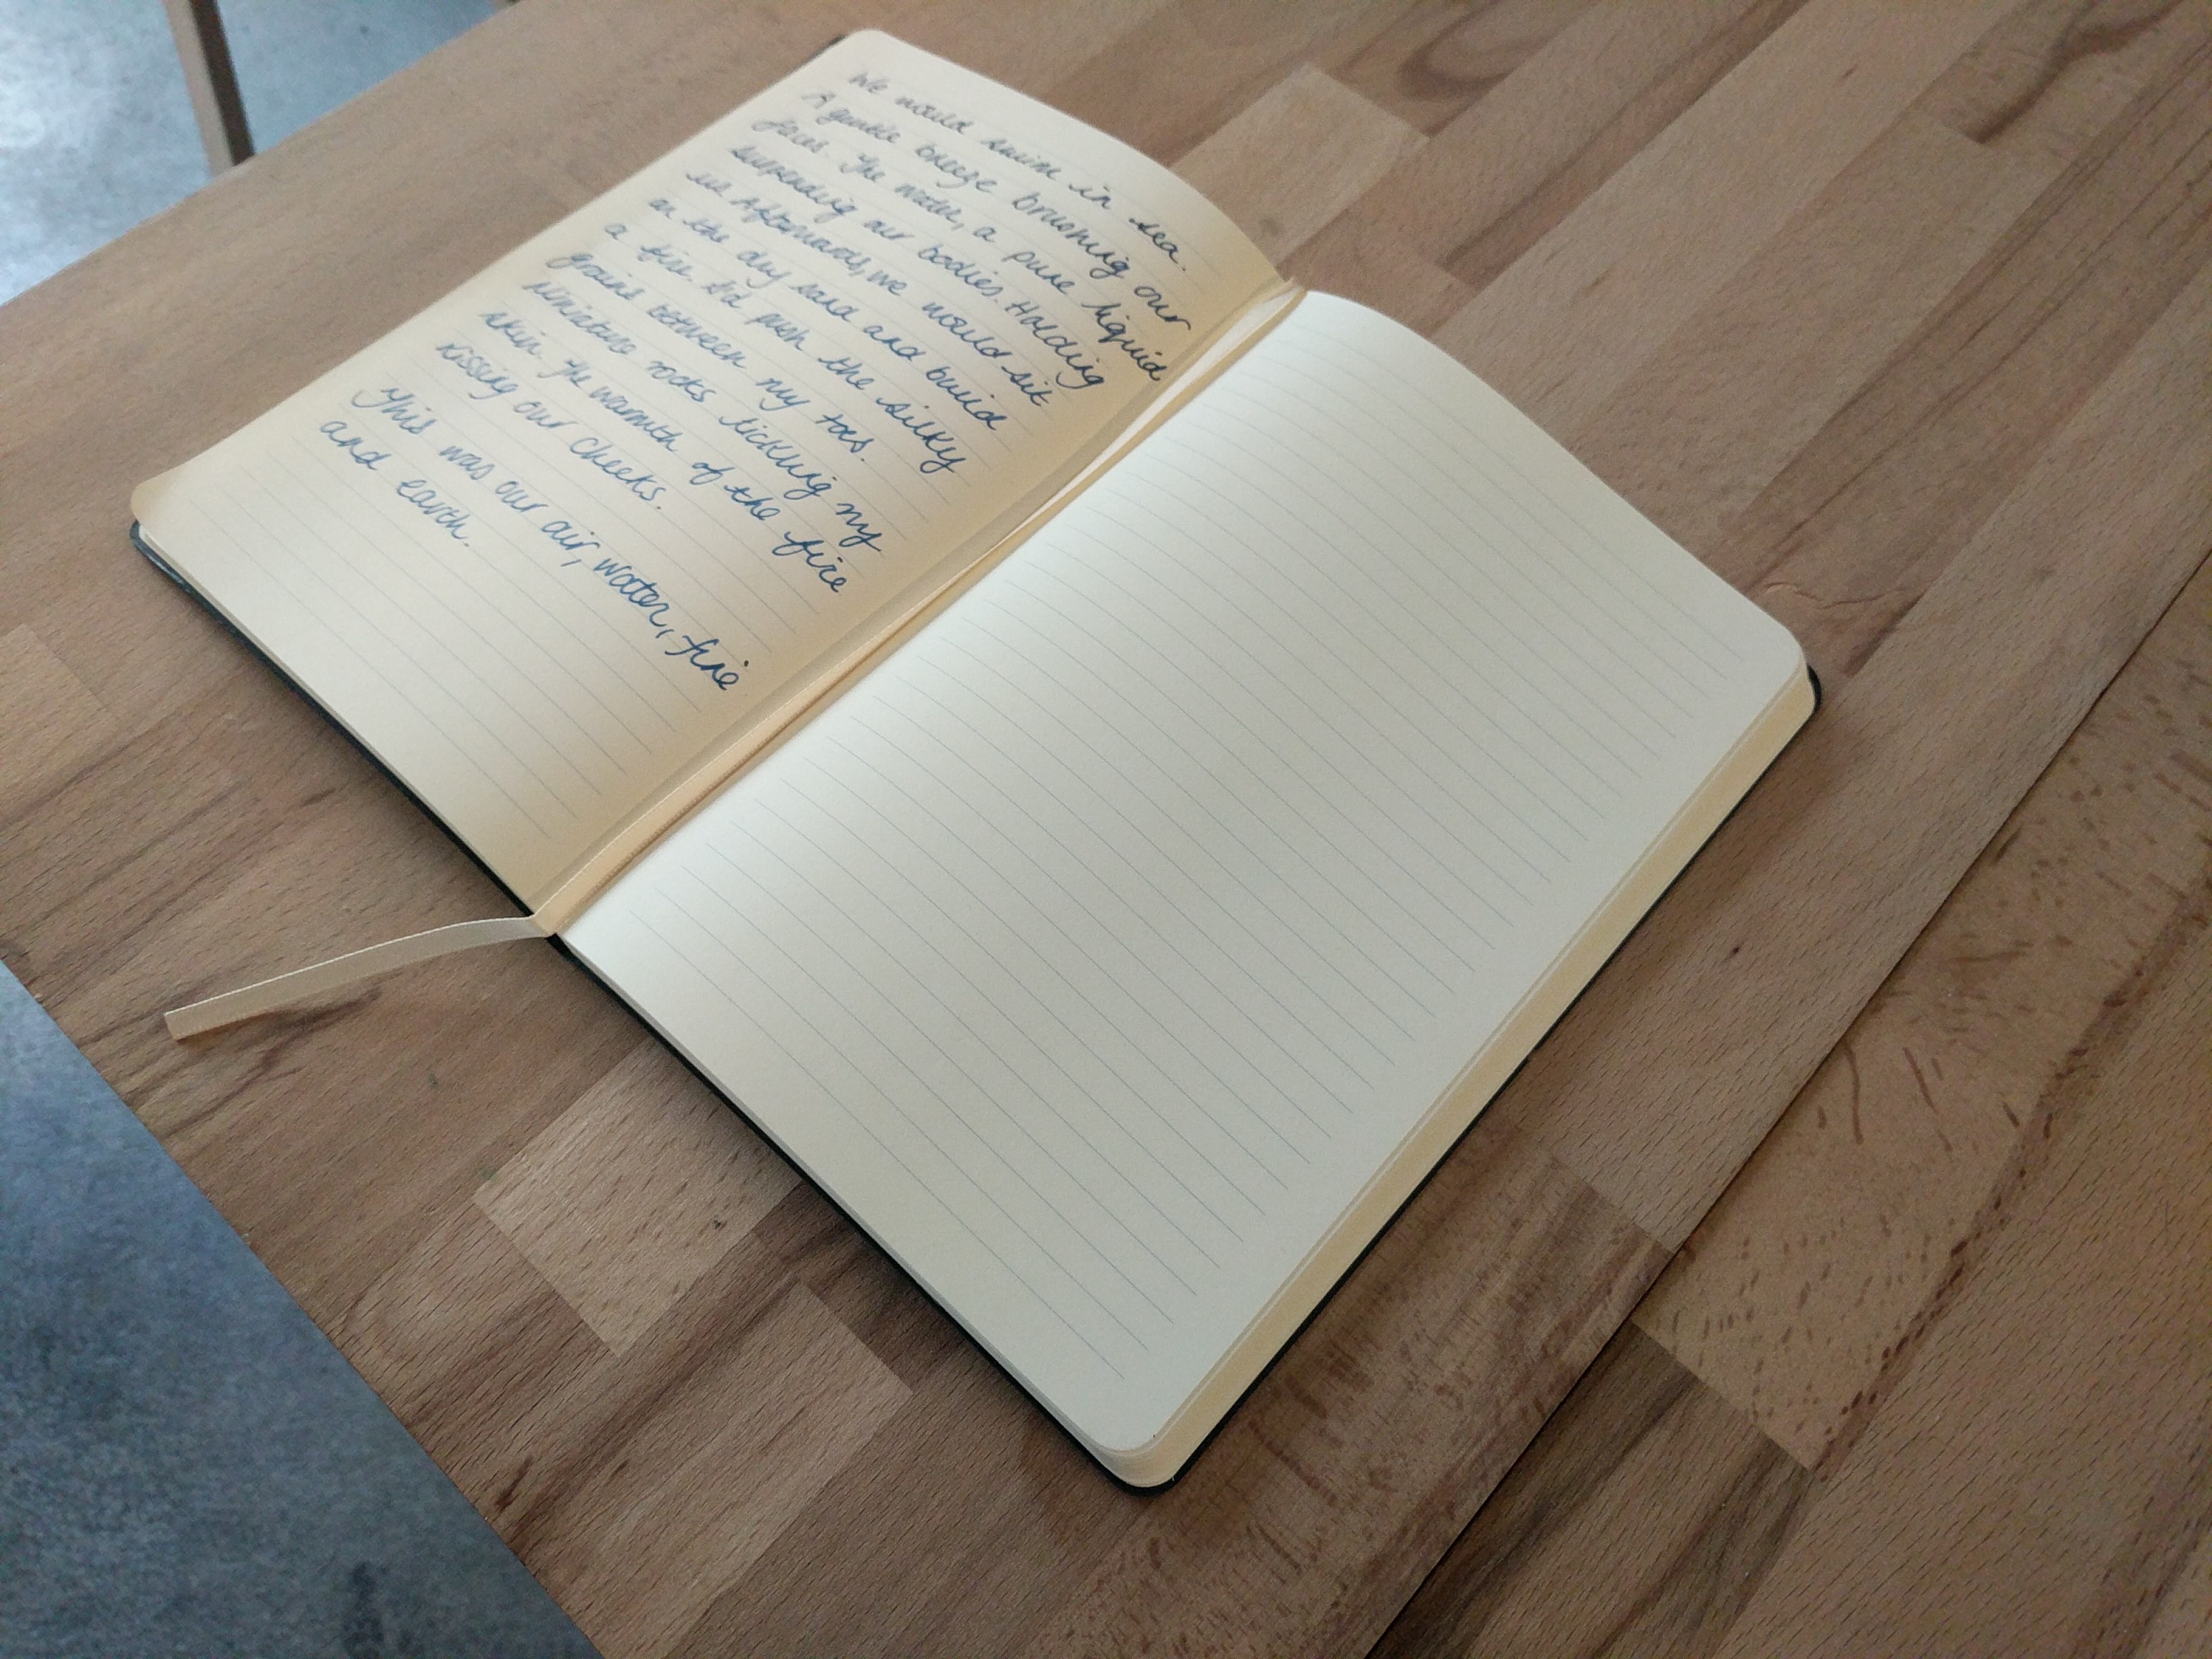 We would swim in sea.
A gentle breeze brushing our
faces. The water, a pure liquid
suspending our bodies. Holding
us. Afterwards, we would sit
on the dry sand and build
a fire. I'd push the silky
grains between my toes.
Miniature rocks tickling my
skin. The warmth of the fire
kissing our cheeks.
This was our air, water, fire
and earth.